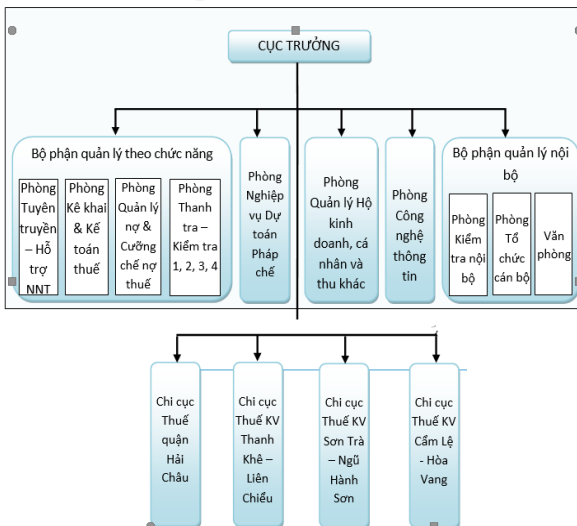 CỤC TRƯỞNG
Bộ phận quản lý theo chức năng
Phòng
Tuyên
truyền
– Hỗ
trợ
NNT
Phòng
Kê khai
& Kế
toán
thuế
Phòng
Quản lý
nợ &
Cưỡng
chế nợ
thuế
Phòng
Thanh
tra –
Kiểm tra
1, 2, 3, 4
Phòng
Nghiệp
vụ Dự
toán
Pháp
chế
Phòng
Quản lý Hộ
kinh
doanh, cá
nhân và
thu khác
Phòng
Công
nghệ
thông
tin
Bộ phận quản lý nội
bộ
Phòng
Kiểm
tra nội
bộ
Phòng
Tổ
chức
cán bộ
Văn
phòng
Chi cục
Thuế
quận
Hải
Châu
Chi cục
Thuế KV
Thanh
Khê –
Liên
Chiểu
Chi cục
Thuế KV
Sơn Trà
– Ngũ
Hành
Sơn
Chi cục
Thuế KV
Cẩm Lệ
- Hòa
Vang